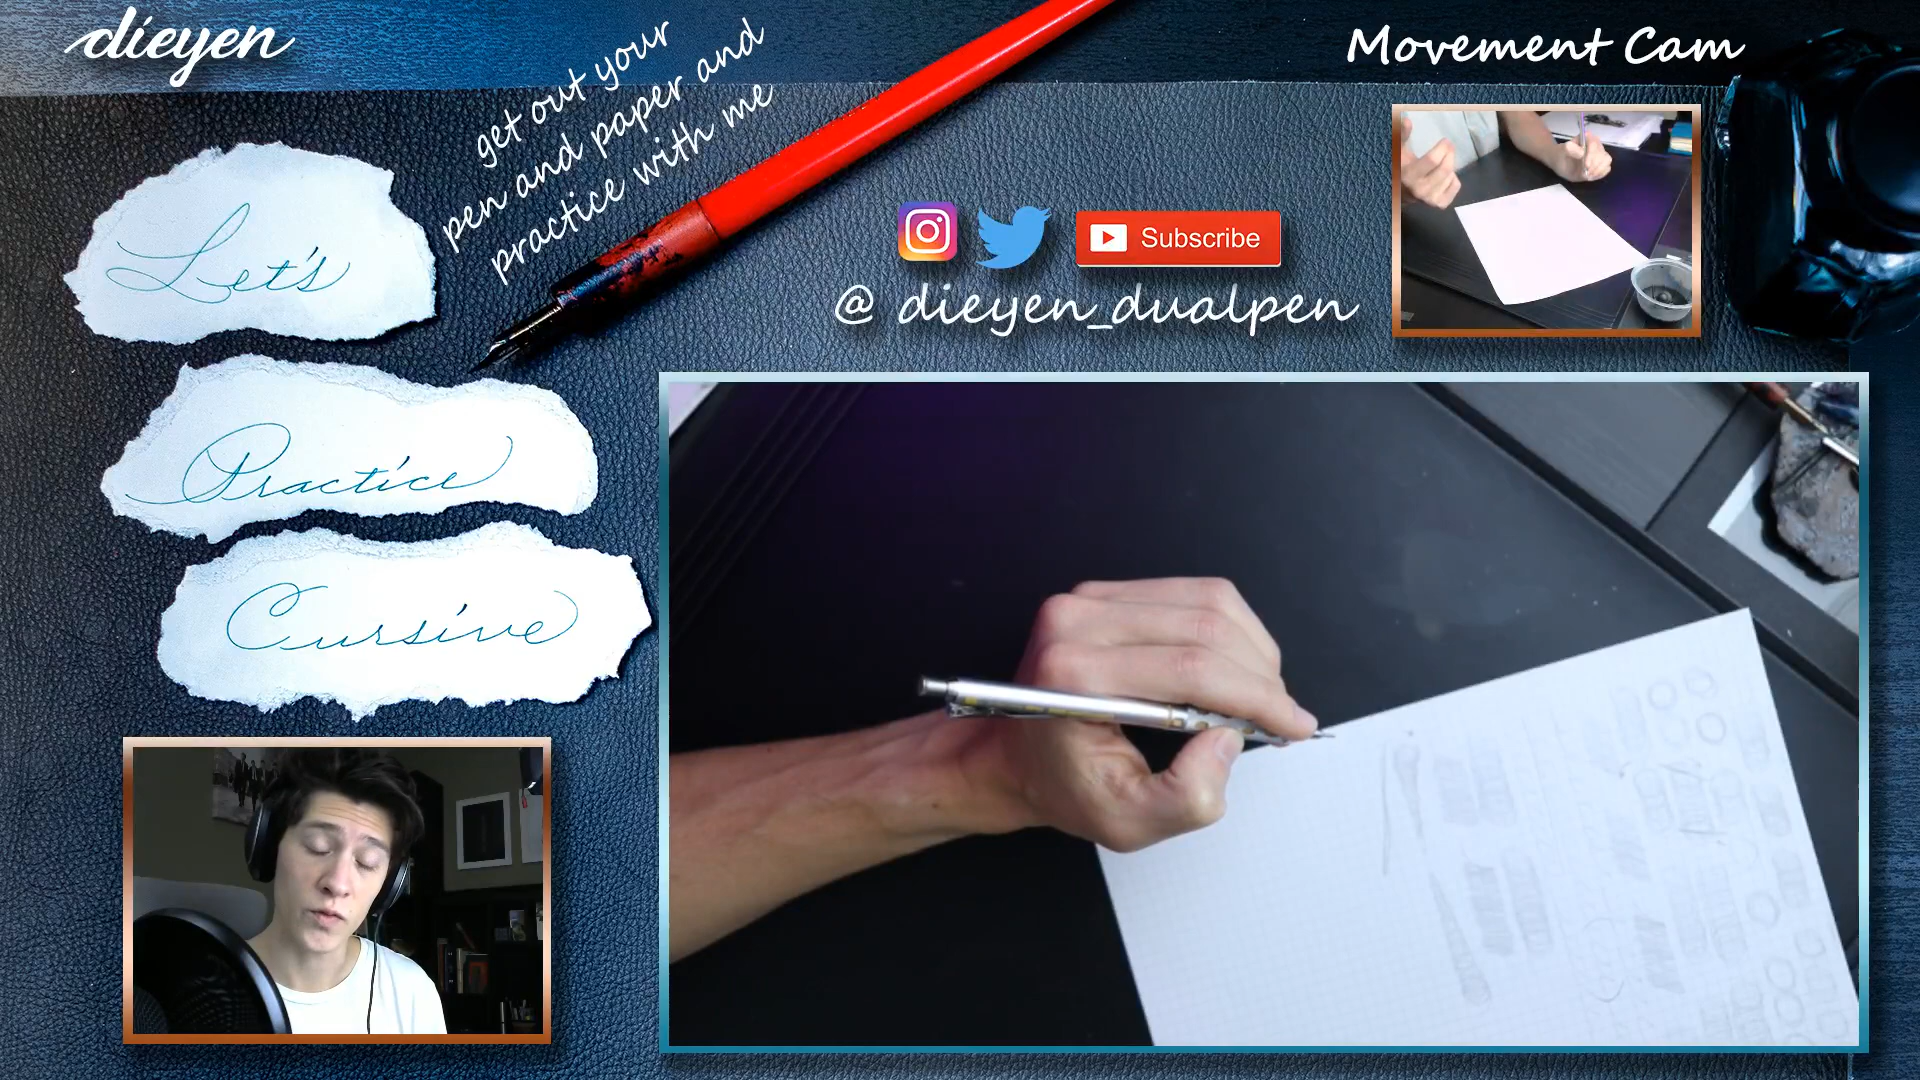 dieyen
get out your
pen and paper and
practice with me
Movement Cam
Let's
Practice
Cursive
Subscribe
@ dieyen_dualpen